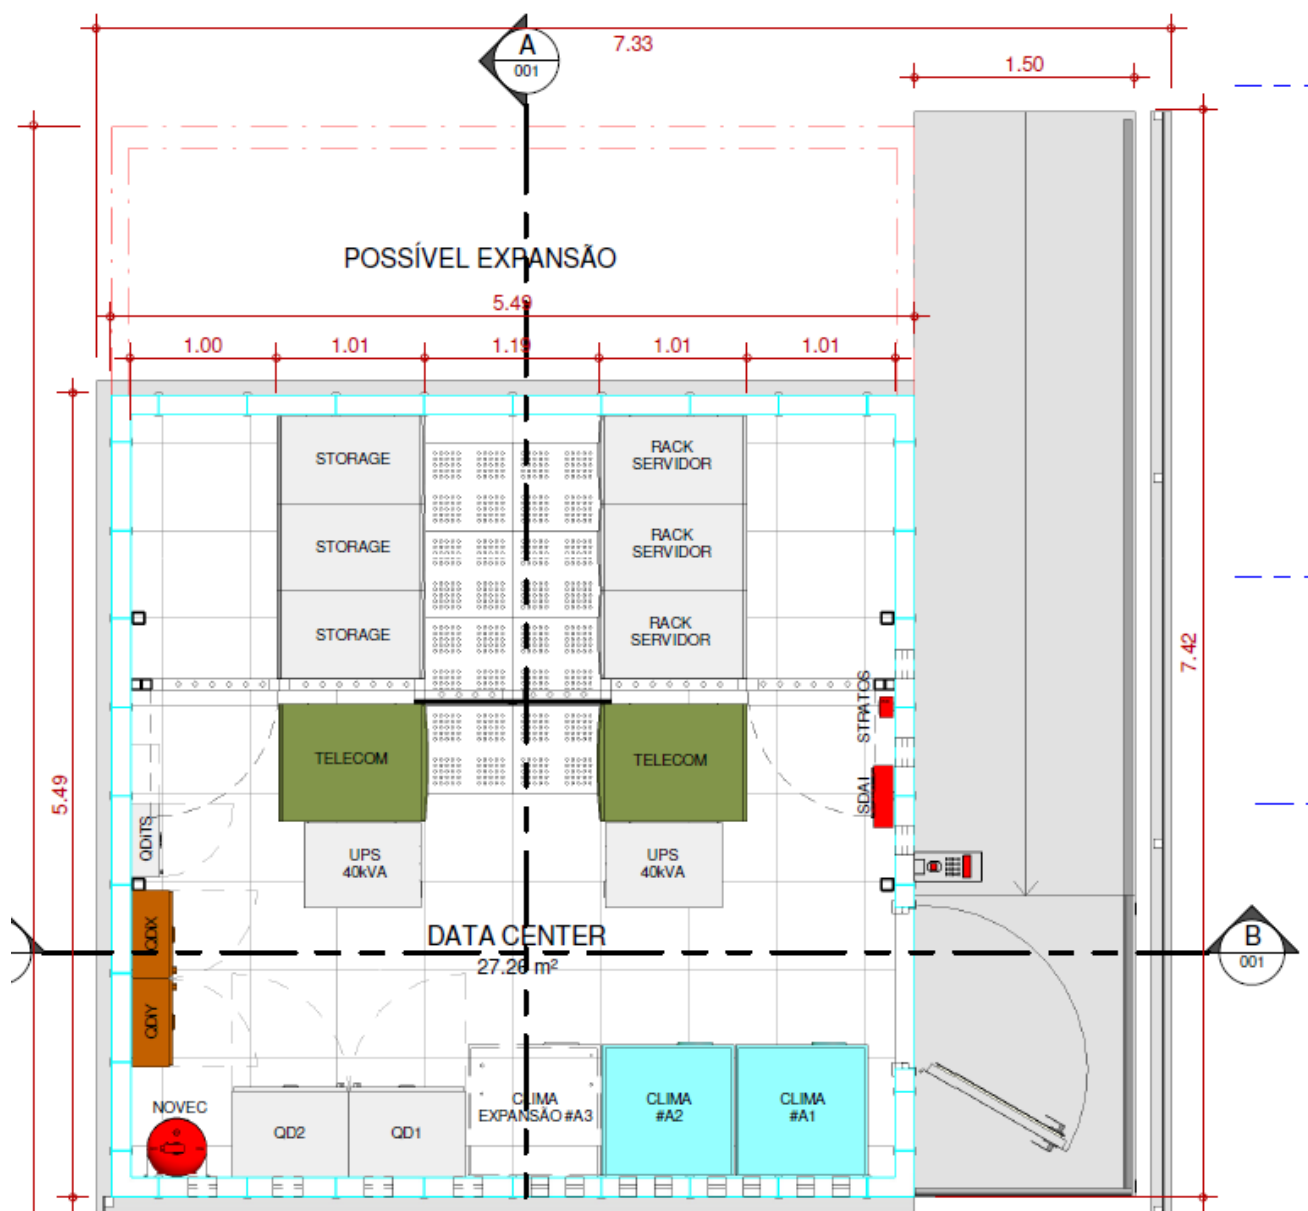 A
001
7.33
1.50
POSSÍVEL EXPANSÃO
5.49
1.00
1.01
1.19
1.01
1.01
STORAGE
RACK
SERVIDOR
STORAGE
RACK
SERVIDOR
STORAGE
RACK
SERVIDOR
7.42
STRATOS
TELECOM
TELECOM
5.49
SDAI
QDiTS
UPS
40kVA
UPS
40kVA
QDiX
DATA CENTER
27.26 m²
B
001
QDiY
NOVEC
CLIMA
EXPANSÃO #A3
CLIMA
#A2
CLIMA
#A1
QD2
QD1